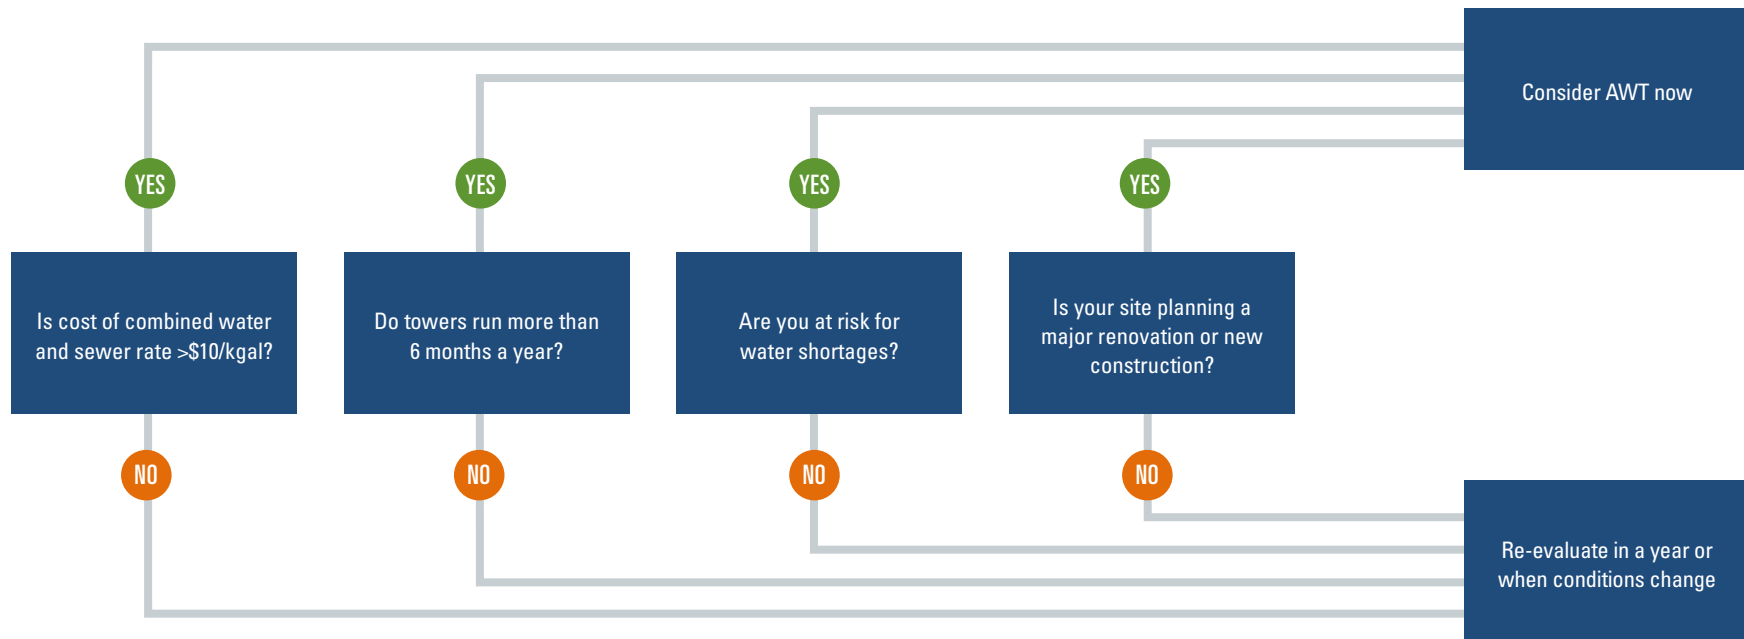 Consider AWT now
YES
YES
YES
YES
Is cost of combined water
and sewer rate >$10/kgal?
Do towers run more than
6 months a year?
Are you at risk for
water shortages?
Is your site planning a
major renovation or new
construction?
NO
NO
NO
NO
Re-evaluate in a year or
when conditions change